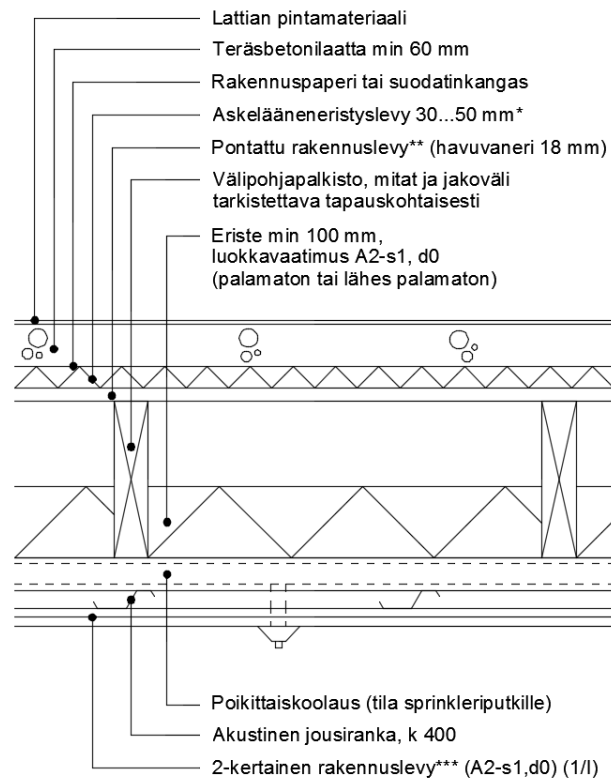 Lattian pintamateriaali
Teräsbetonilaatta min 60 mm
Rakennuspaperi tai suodatinkangas
Askelääneneristyslevy 30...50 mm*
Pontattu rakennuslevy** (havuvaneri 18 mm)
Välipohjapalkisto, mitat ja jakoväli
tarkistettava tapauskohtaisesti
Eriste min 100 mm,
luokkavaatimus A2-s1, d0
(palamaton tai lähes palamaton)
Poikittaiskoolaus (tila sprinkleriputkille)
Akustinen jousiranka, k 400
2-kertainen rakennuslevy*** (A2-s1,d0) (1/l)